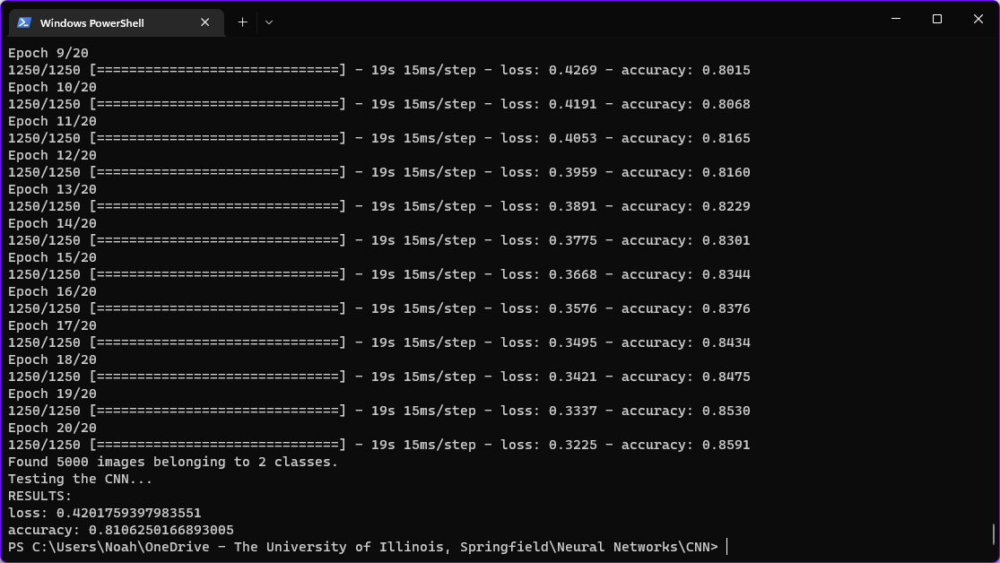 Windows PowerShell
Epoch 9/20
1250/1250 [==============================] - 19s 15ms/step - loss: 0.4269 - accuracy: 0.8015
Epoch 10/20
1250/1250 [==============================] - 19s 15ms/step - loss: 0.4191 - accuracy: 0.8068
Epoch 11/20
1250/1250 [==============================] - 19s 15ms/step - loss: 0.4053 - accuracy: 0.8165
Epoch 12/20
1250/1250 [==============================] - 19s 15ms/step - loss: 0.3959 - accuracy: 0.8160
Epoch 13/20
1250/1250 [==============================] - 19s 15ms/step - loss: 0.3891 - accuracy: 0.8229
Epoch 14/20
1250/1250 [==============================] - 19s 15ms/step - loss: 0.3775 - accuracy: 0.8301
Epoch 15/20
1250/1250 [==============================] - 19s 15ms/step - loss: 0.3668 - accuracy: 0.8344
Epoch 16/20
1250/1250 [==============================] - 19s 15ms/step - loss: 0.3576 - accuracy: 0.8376
Epoch 17/20
1250/1250 [==============================] - 19s 15ms/step - loss: 0.3495 - accuracy: 0.8434
Epoch 18/20
1250/1250 [==============================] - 19s 15ms/step - loss: 0.3421 - accuracy: 0.8475
Epoch 19/20
1250/1250 [==============================] - 19s 15ms/step - loss: 0.3337 - accuracy: 0.8530
Epoch 20/20
1250/1250 [==============================] - 19s 15ms/step - loss: 0.3225 - accuracy: 0.8591
Found 5000 images belonging to 2 classes.
Testing the CNN...
RESULTS:
loss: 0.4201759397983551
accuracy: 0.8106250166893005
PS C:\Users\Noah\OneDrive - The University of Illinois, Springfield\Neural Networks\CNN>